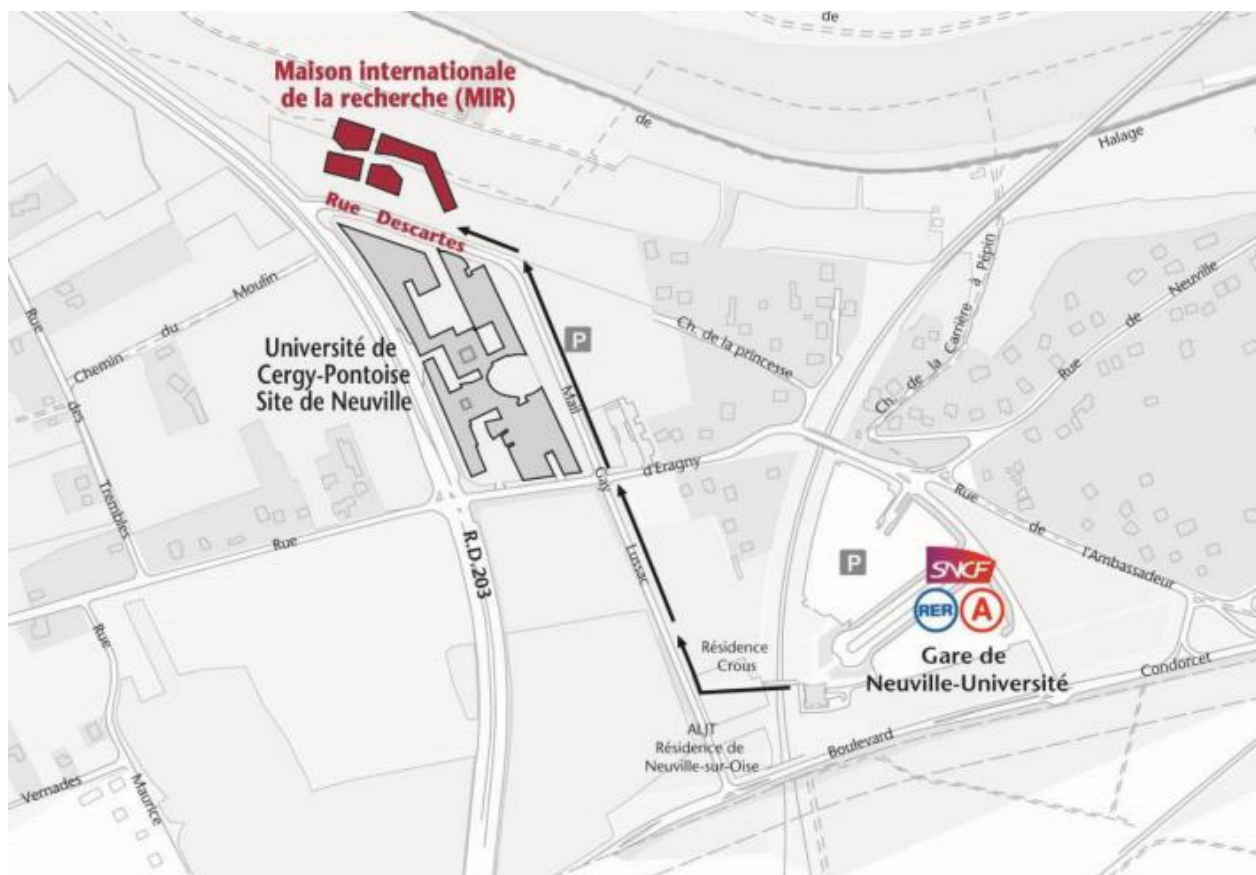 de
Maison internationale
de la recherche (MIR)
de
Halage
Rue Descartes
Rue des Trembles
Chemin du Moulin
Université de
Cergy-Pontoise
Site de Neuville
P
Mail Gay Lussac
Ch. de la princesse
Ch. de la Carrière à Pépin
Rue de Neuville
Rue d'Eragny
R.D.203
Rue de l'Ambassadeur
P
SNCF
RER A
Gare de
Neuville-Université
Résidence
Crous
ALJT
Résidence de
Neuville-sur-Oise
Boulevard Condorcet
Rue Maurice
Vernades